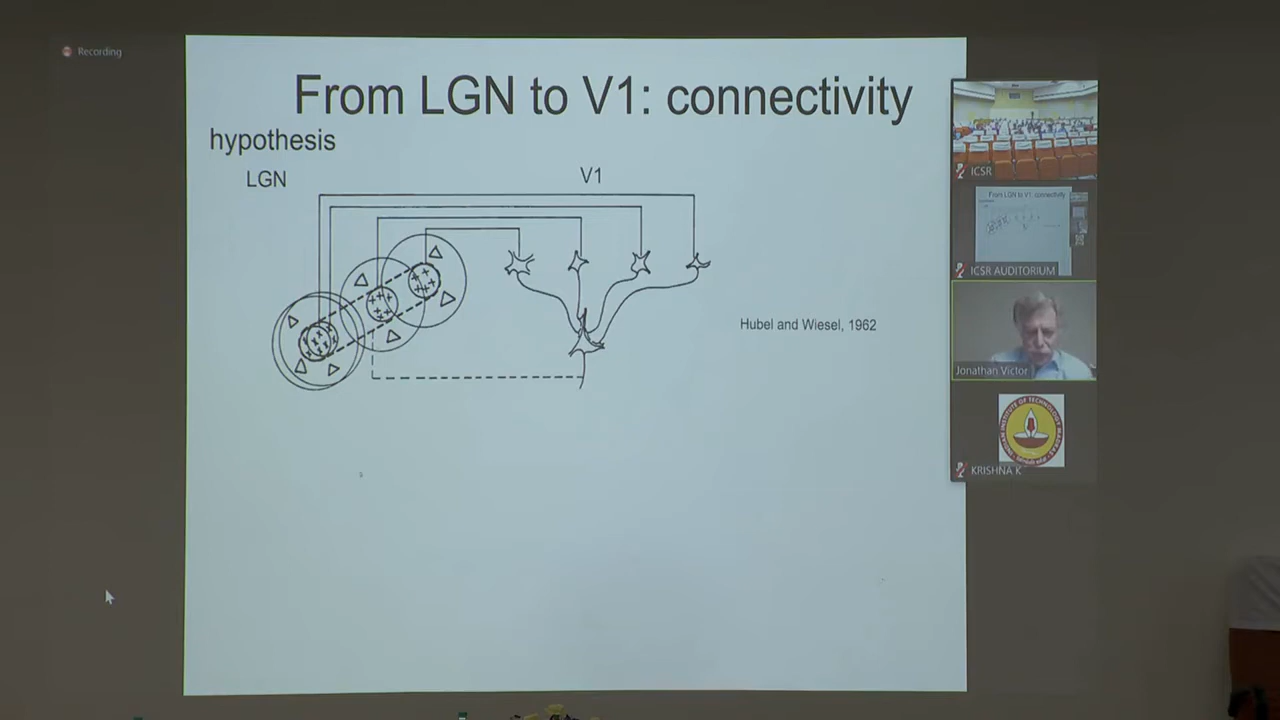 Recording
From LGN to V1: connectivity
hypothesis
LGN
V1
Hubel and Wiesel, 1962
ICSR
From LGN to V1: connectivity
ICSR AUDITORIUM
Jonathan Victor
KRISHNA K